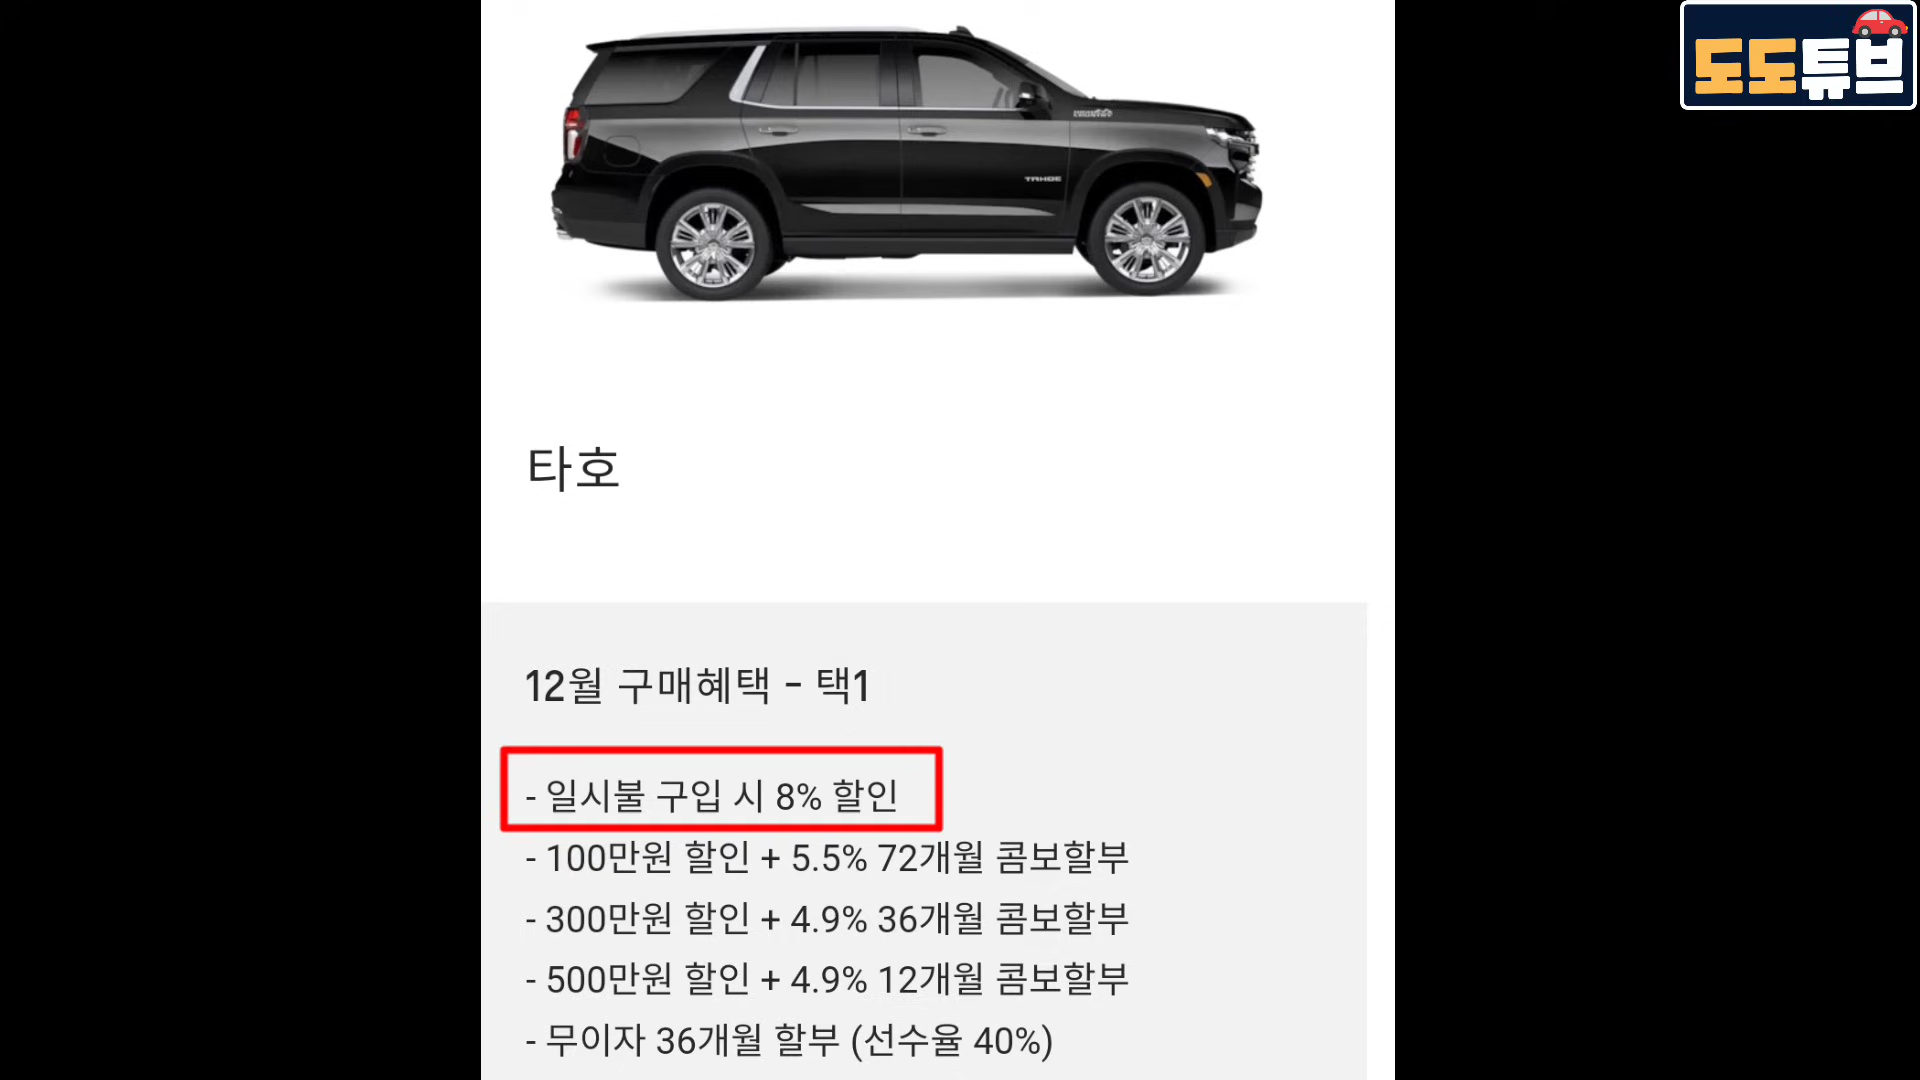 도도튜브
TAHOE
타호
12월 구매혜택 - 택1
- 일시불 구입 시 8% 할인
- 100만원 할인 + 5.5% 72개월 콤보할부
- 300만원 할인 + 4.9% 36개월 콤보할부
- 500만원 할인 + 4.9% 12개월 콤보할부
- 무이자 36개월 할부 (선수율 40%)